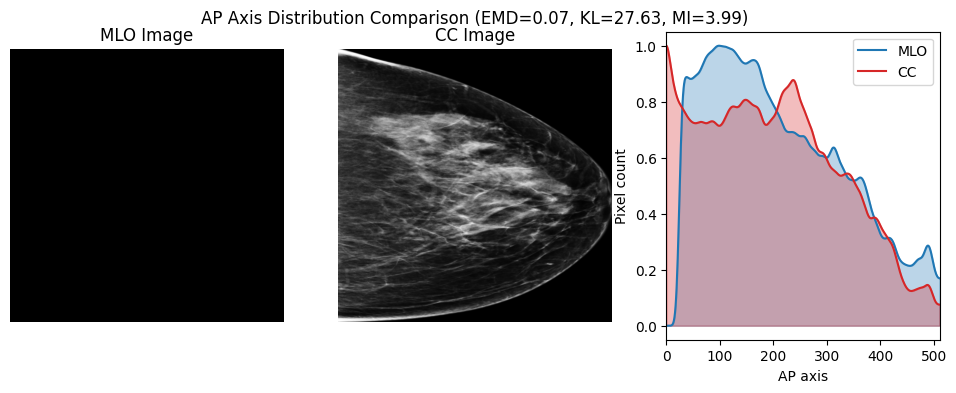 AP Axis Distribution Comparison (EMD=0.07, KL=27.63, MI=3.99)
MLO Image
CC Image
MLO
CC
Pixel count
1.0
0.8
0.6
0.4
0.2
0.0
0 100 200 300 400 500
AP axis